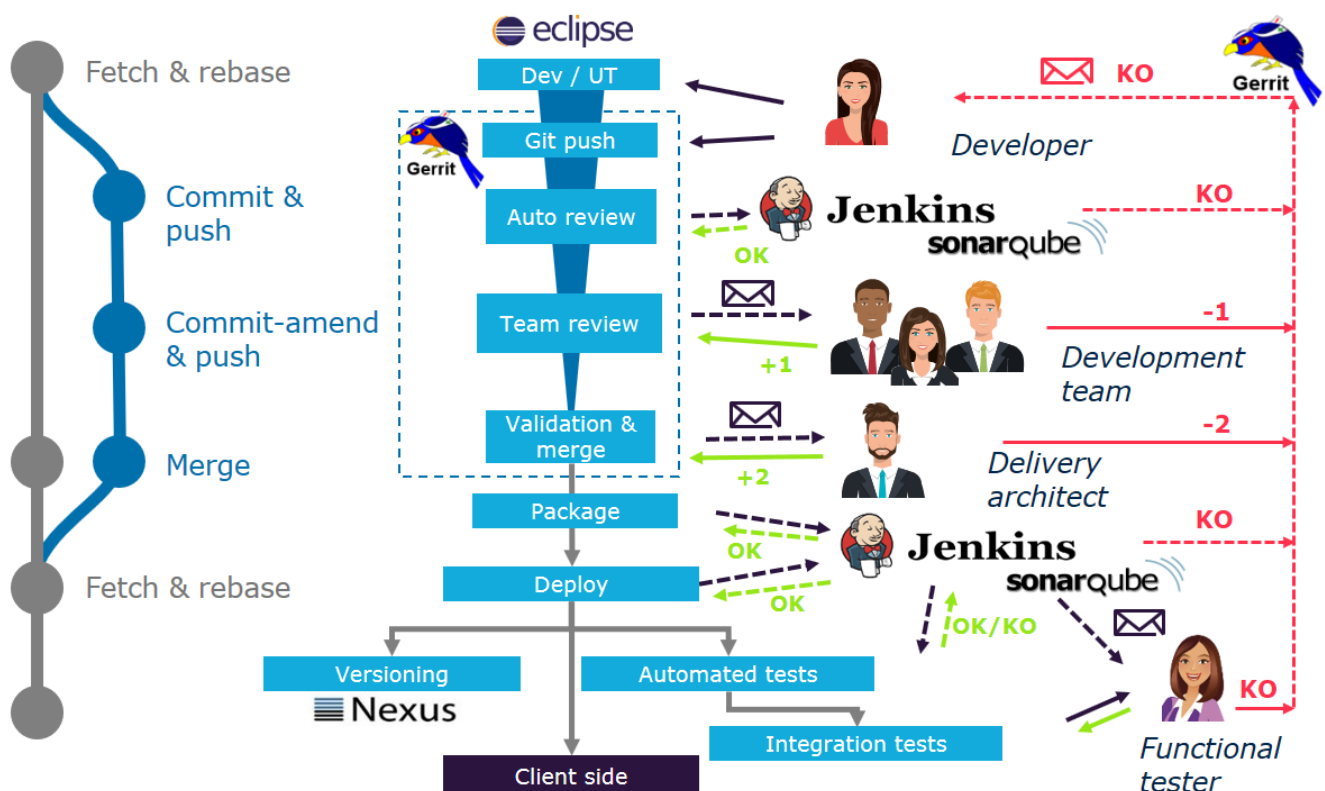 eclipse
Fetch & rebase
Dev / UT
KO
Gerrit
Git push
Gerrit
Developer
Commit &
push
Auto review
OK
Jenkins
sonarqube
KO
Commit-amend
& push
Team review
+1
-1
Development
team
Merge
Validation &
merge
+2
-2
Delivery
architect
Package
OK
Jenkins
sonarqube
KO
Fetch & rebase
Deploy
OK
OK/KO
Versioning
Nexus
Automated tests
KO
Integration tests
Functional
tester
Client side